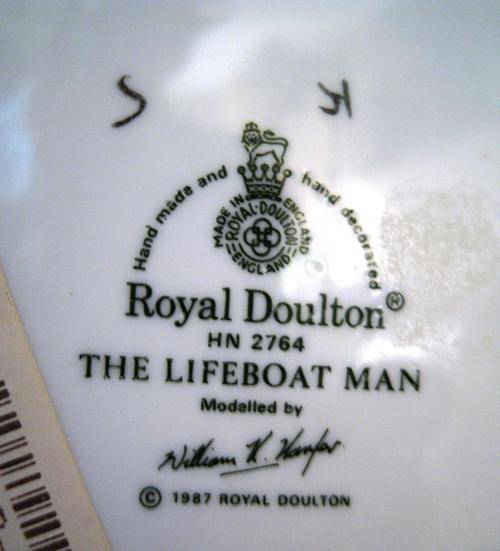 Hand made and hand decorated
MADE IN ENGLAND
ROYAL·DOULTON
ENGLAND
Royal Doulton®
HN 2764
THE LIFEBOAT MAN
Modelled by
William K. Harper
© 1987 ROYAL DOULTON